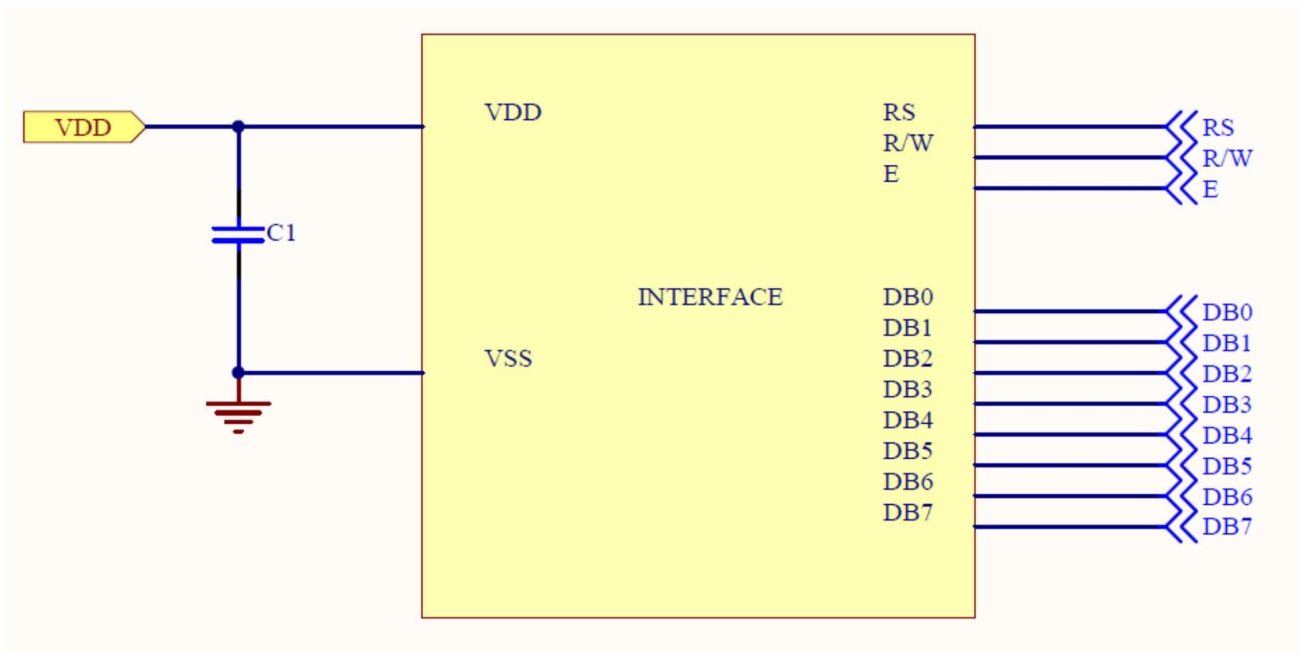 VDD
C1
VDD
VSS
INTERFACE
RS
R/W
E
DB0
DB1
DB2
DB3
DB4
DB5
DB6
DB7
RS
R/W
E
DB0
DB1
DB2
DB3
DB4
DB5
DB6
DB7